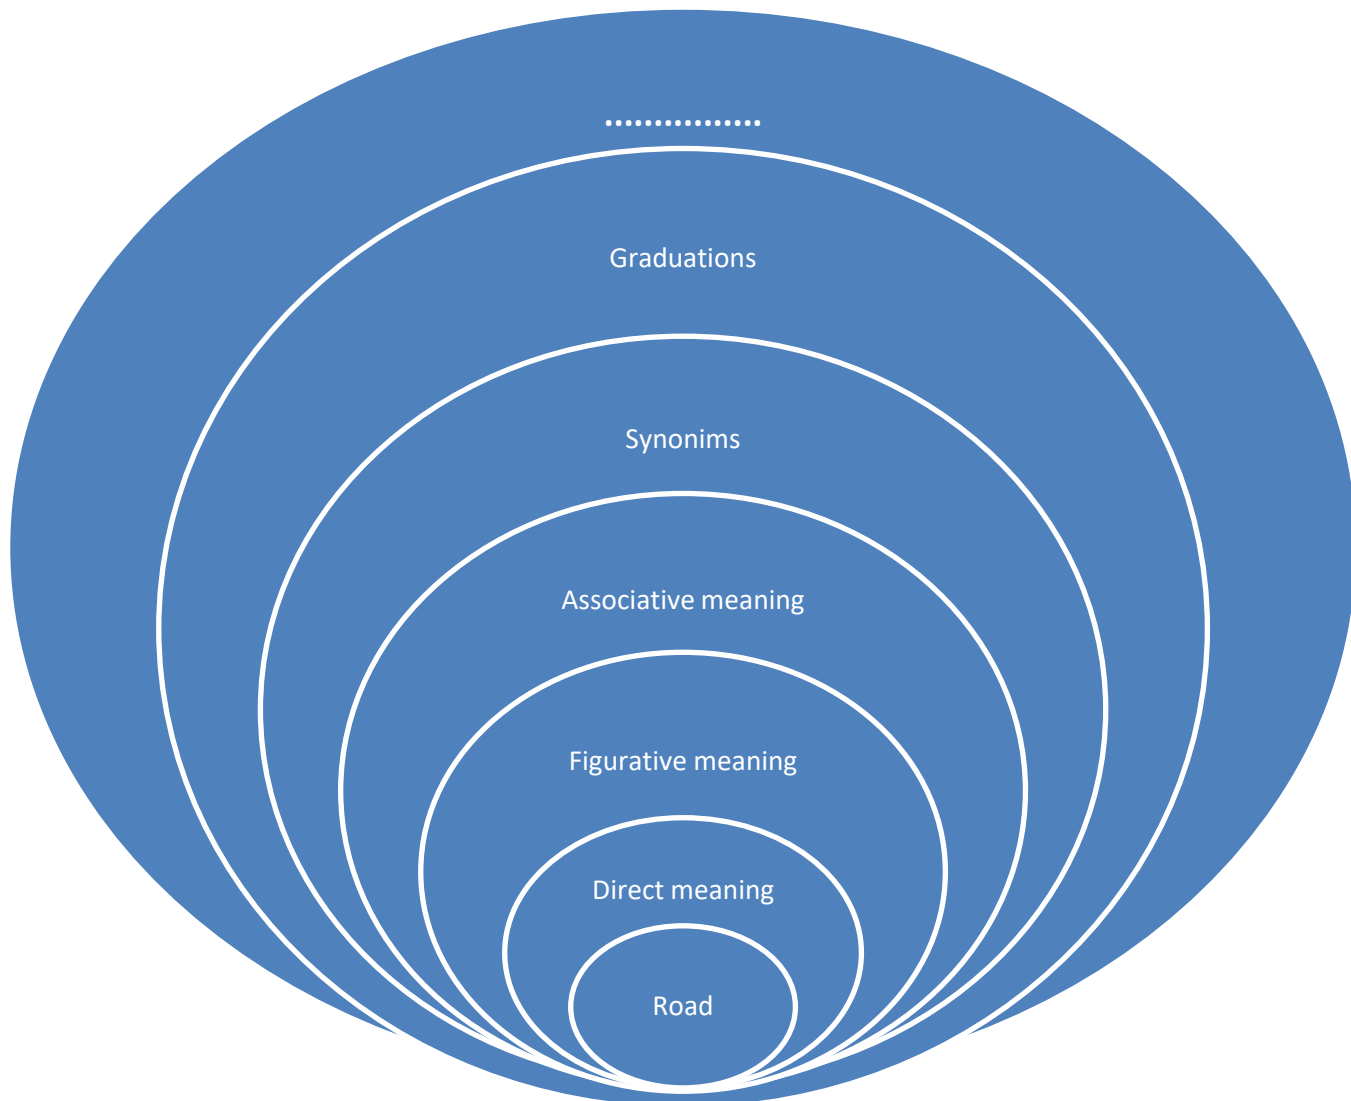 ................
Graduations
Synonims
Associative meaning
Figurative meaning
Direct meaning
Road